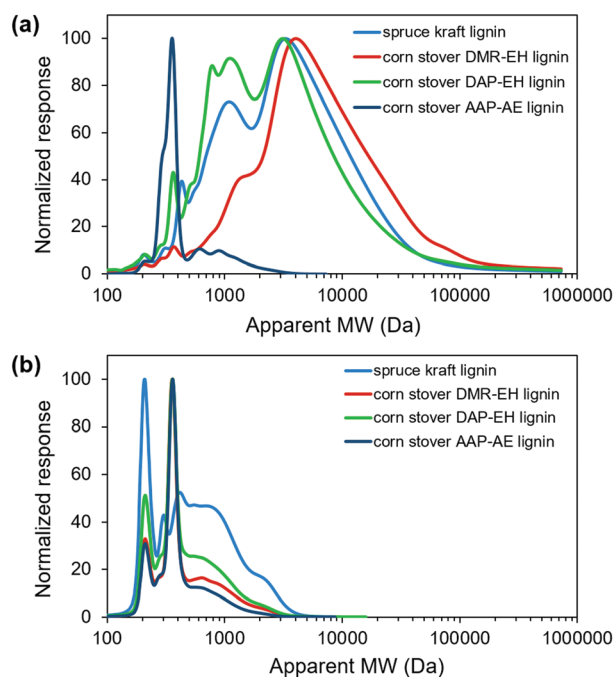 (a)
spruce kraft lignin
corn stover DMR-EH lignin
corn stover DAP-EH lignin
corn stover AAP-AE lignin
Normalized response
100
80
60
40
20
0
100 1000 10000 100000 1000000
Apparent MW (Da)
(b)
spruce kraft lignin
corn stover DMR-EH lignin
corn stover DAP-EH lignin
corn stover AAP-AE lignin
Normalized response
100
80
60
40
20
0
100 1000 10000 100000 1000000
Apparent MW (Da)